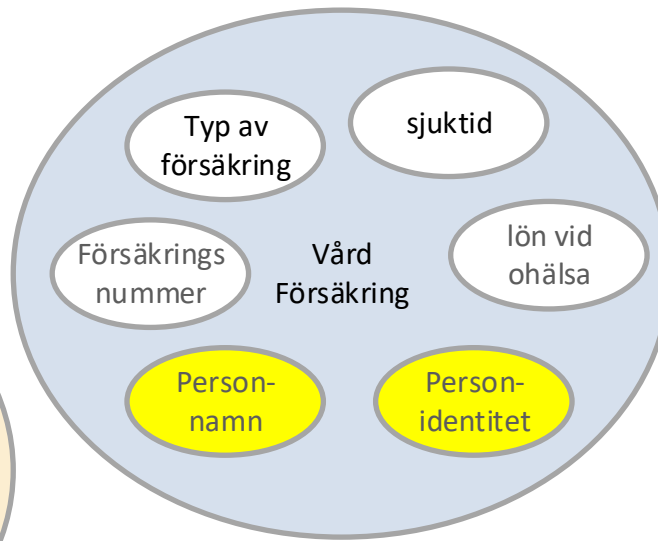 Typ av
försäkring
sjuktid
Försäkrings
nummer
Vård
Försäkring
lön vid
ohälsa
Person-
namn
Person-
identitet